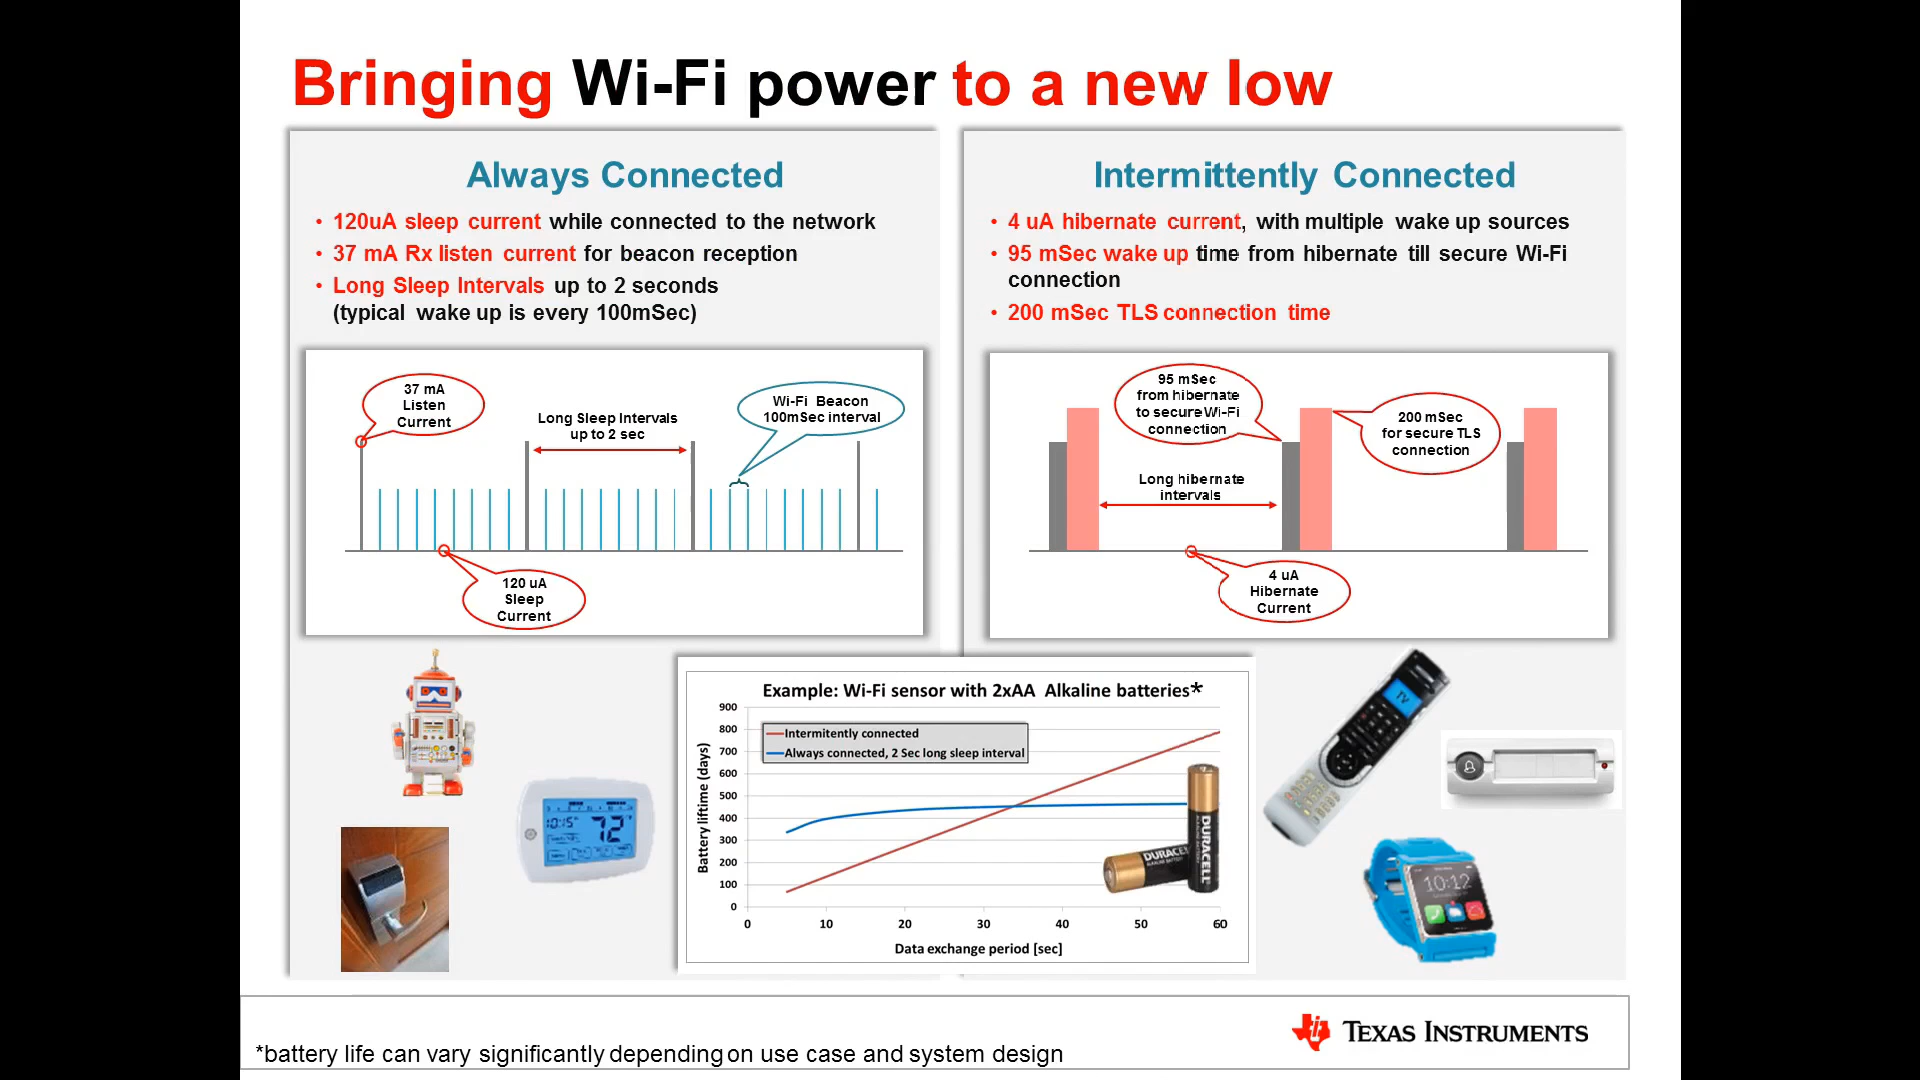 Bringing Wi-Fi power to a new low
Always Connected
• 120uA sleep current while connected to the network
• 37 mA Rx listen current for beacon reception
• Long Sleep Intervals up to 2 seconds
(typical wake up is every 100mSec)
37 mA
Listen
Current
Long Sleep Intervals
up to 2 sec
Wi-Fi Beacon
100mSec interval
120 uA
Sleep
Current
Intermittently Connected
• 4 uA hibernate current, with multiple wake up sources
• 95 mSec wake up time from hibernate till secure Wi-Fi
connection
• 200 mSec TLS connection time
95 mSec
from hibernate
to secure Wi-Fi
connection
200 mSec
for secure TLS
connection
Long hibernate
intervals
4 uA
Hibernate
Current
Example: Wi-Fi sensor with 2xAA Alkaline batteries*
Battery liftime (days)
900
800
700
600
500
400
300
200
100
0
Intermitently connected
Always connected, 2 Sec long sleep interval
0 10 20 30 40 50 60
Data exchange period [sec]
DURACELL
DURACELL
10:15
72
TV
10:12
TEXAS INSTRUMENTS
*battery life can vary significantly depending on use case and system design